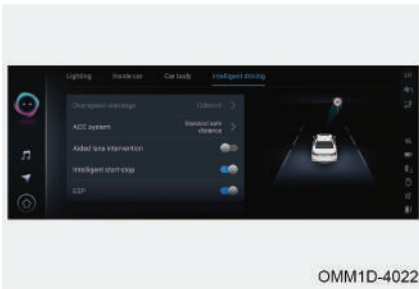 Lighting Inside car Car body Intelligent driving
Overspeed warnings 120km/h >
ACC system Standard safe distance >
Aided lane intervention
Intelligent start-stop
ESP
OMM1D-4022